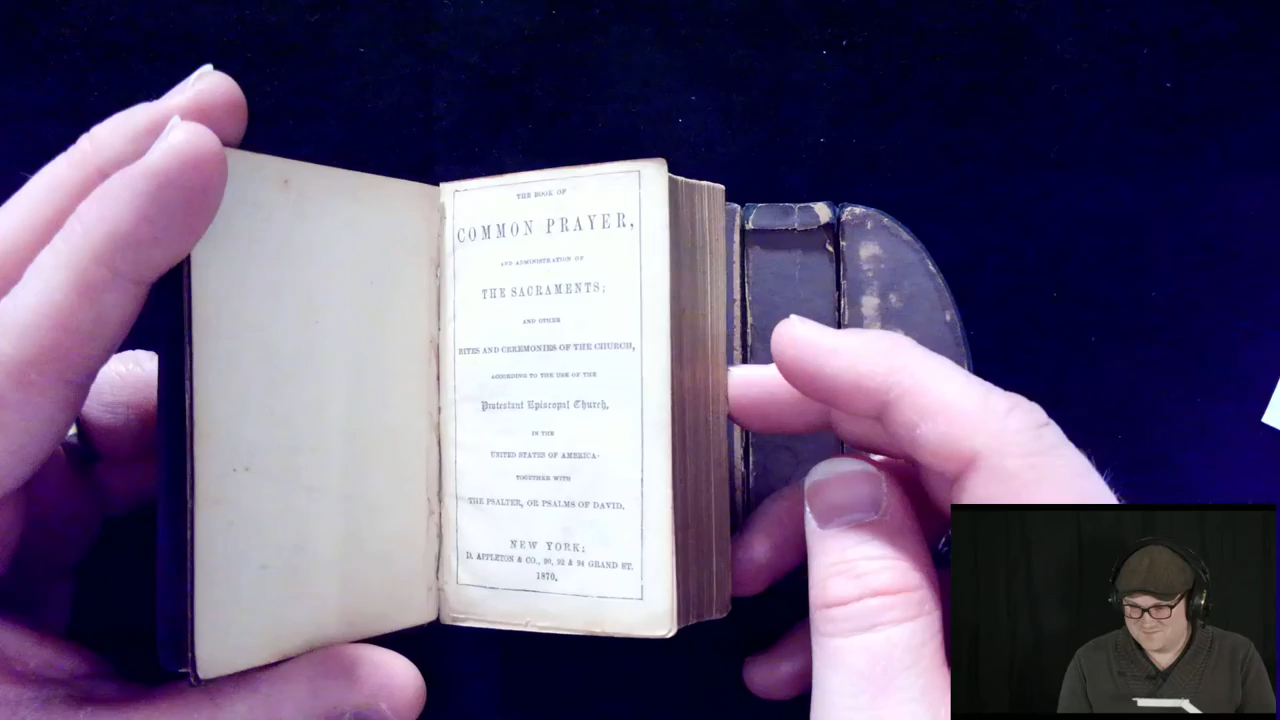 THE BOOK OF
COMMON PRAYER,
AND ADMINISTRATION OF
THE SACRAMENTS;
AND OTHER
RITES AND CEREMONIES OF THE CHURCH,
ACCORDING TO THE USE OF THE
Protestant Episcopal Church,
IN THE
UNITED STATES OF AMERICA.
TOGETHER WITH
THE PSALTER, OR PSALMS OF DAVID.
NEW YORK:
D. APPLETON & CO., 90, 92 & 94 GRAND ST.
1870.